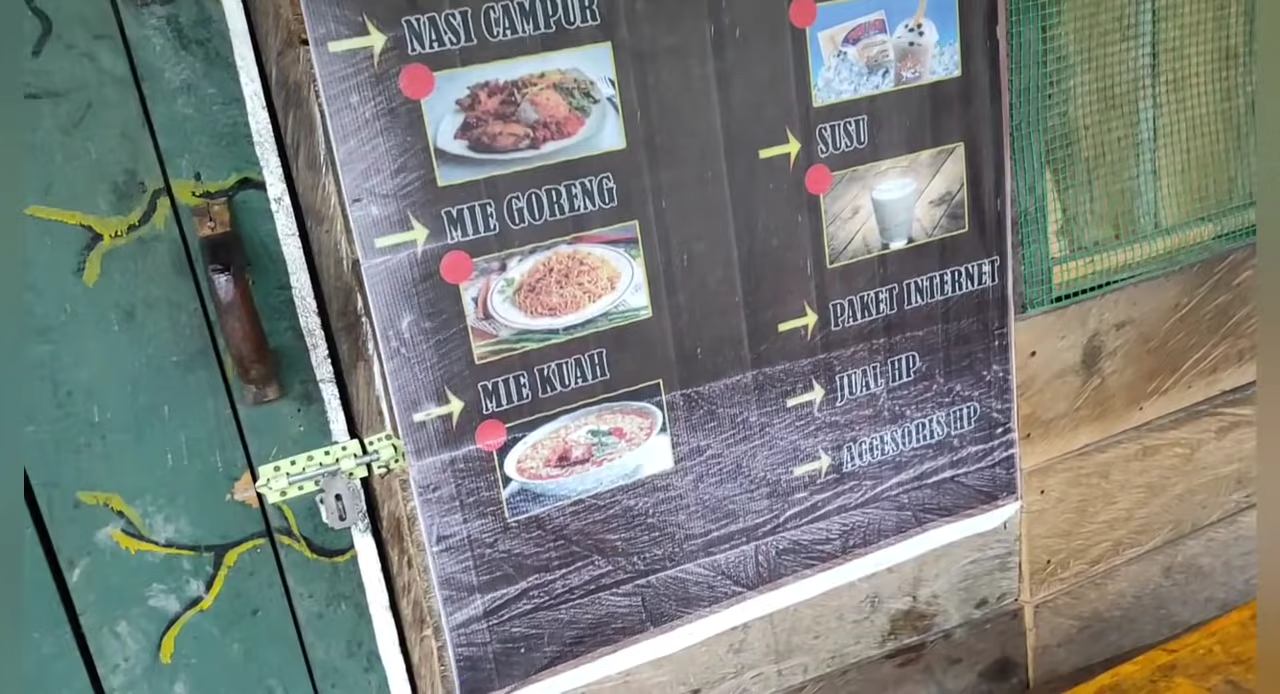 NASI CAMPUR
MIE GORENG
MIE KUAH
SUSU
PAKET INTERNET
JUAL HP
ACCESORIS HP